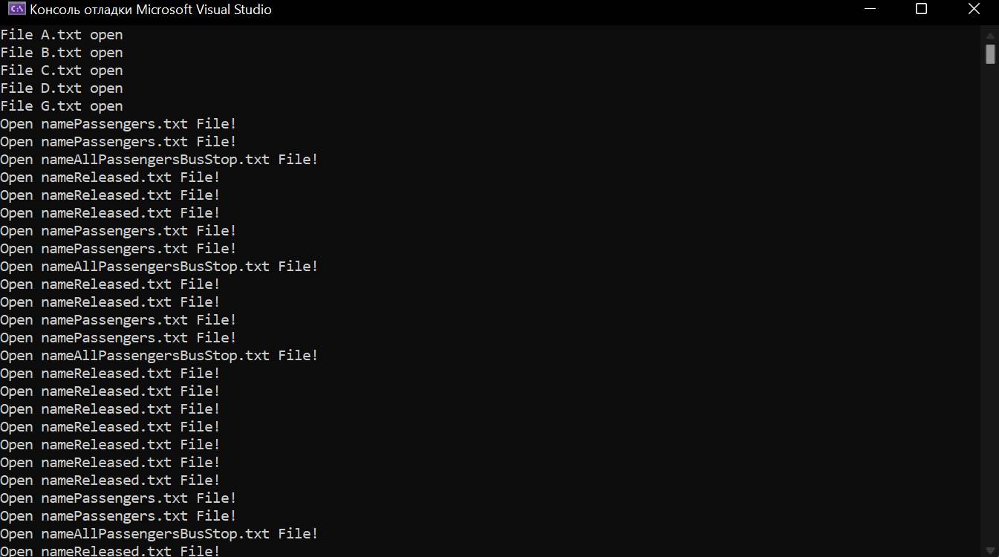 Консоль отладки Microsoft Visual Studio
File A.txt open
File B.txt open
File C.txt open
File D.txt open
File G.txt open
Open namePassengers.txt File!
Open namePassengers.txt File!
Open nameAllPassengersBusStop.txt File!
Open nameReleased.txt File!
Open nameReleased.txt File!
Open nameReleased.txt File!
Open namePassengers.txt File!
Open namePassengers.txt File!
Open nameAllPassengersBusStop.txt File!
Open nameReleased.txt File!
Open nameReleased.txt File!
Open namePassengers.txt File!
Open namePassengers.txt File!
Open nameAllPassengersBusStop.txt File!
Open nameReleased.txt File!
Open nameReleased.txt File!
Open nameReleased.txt File!
Open nameReleased.txt File!
Open nameReleased.txt File!
Open nameReleased.txt File!
Open nameReleased.txt File!
Open namePassengers.txt File!
Open namePassengers.txt File!
Open nameAllPassengersBusStop.txt File!
Open nameReleased.txt File!